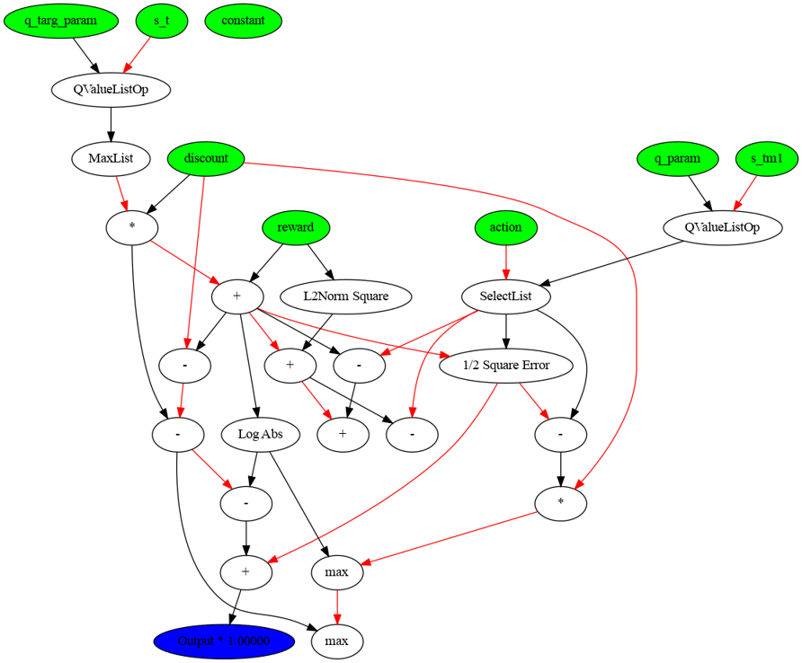 q_targ_param
s_t
constant
QValueListOp
MaxList
discount
q_param
s_tm1
*
reward
action
QValueListOp
+
L2Norm Square
SelectList
-
+
-
1/2 Square Error
-
Log Abs
+
-
-
-
*
+
max
Output * 1.00000
max